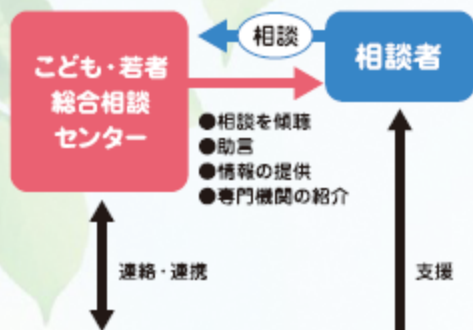 こども・若者
総合相談
センター
相談
相談者
●相談を傾聴
●助言
●情報の提供
●専門機関の紹介
連絡・連携
支援